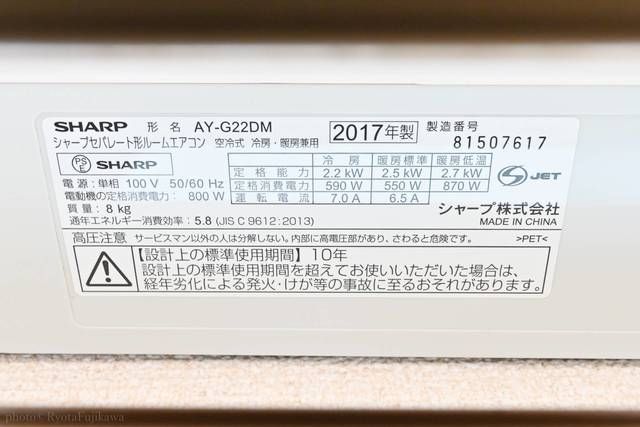 SHARP 形名 AY-G22DM 2017年製 製造番号
シャープセパレート形ルームエアコン 空冷式 冷房・暖房兼用 81507617
PSE SHARP
冷房 暖房標準 暖房低温
定格能力 2.2 kW 2.5 kW 2.7 kW
定格消費電力 590 W 550 W 870 W
運転電流 7.0 A 6.5 A
JET
電源：単相 100 V 50/60 Hz
電動機の定格消費電力： 800 W
質量：8 kg
通年エネルギー消費効率：5.8 (JIS C 9612:2013)
シャープ株式会社
MADE IN CHINA
高圧注意 サービスマン以外の人は分解しない。内部に高電圧部があり、さわると危険です。 >PET<
【設計上の標準使用期間】10年
設計上の標準使用期間を超えてお使いいただいた場合は、
経年劣化による発火・けが等の事故に至るおそれがあります。
photo© RyotaFujikawa